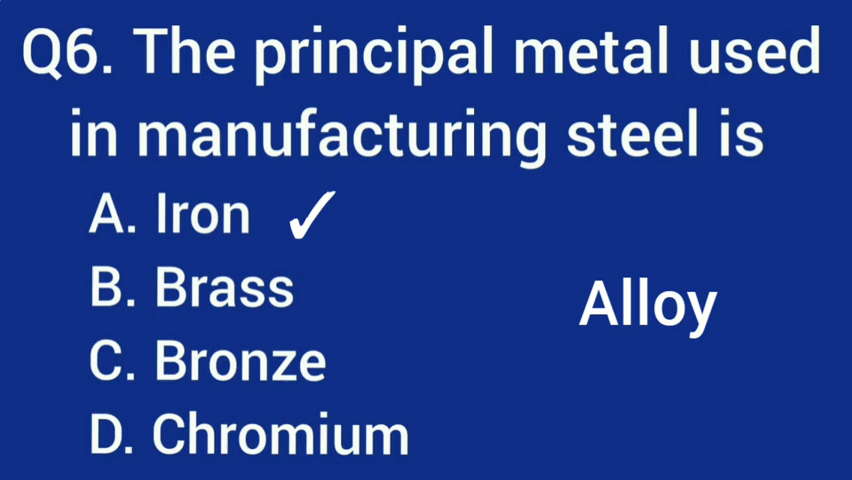 Q6. The principal metal used
in manufacturing steel is
A. Iron ✓
B. Brass
Alloy
C. Bronze
D. Chromium